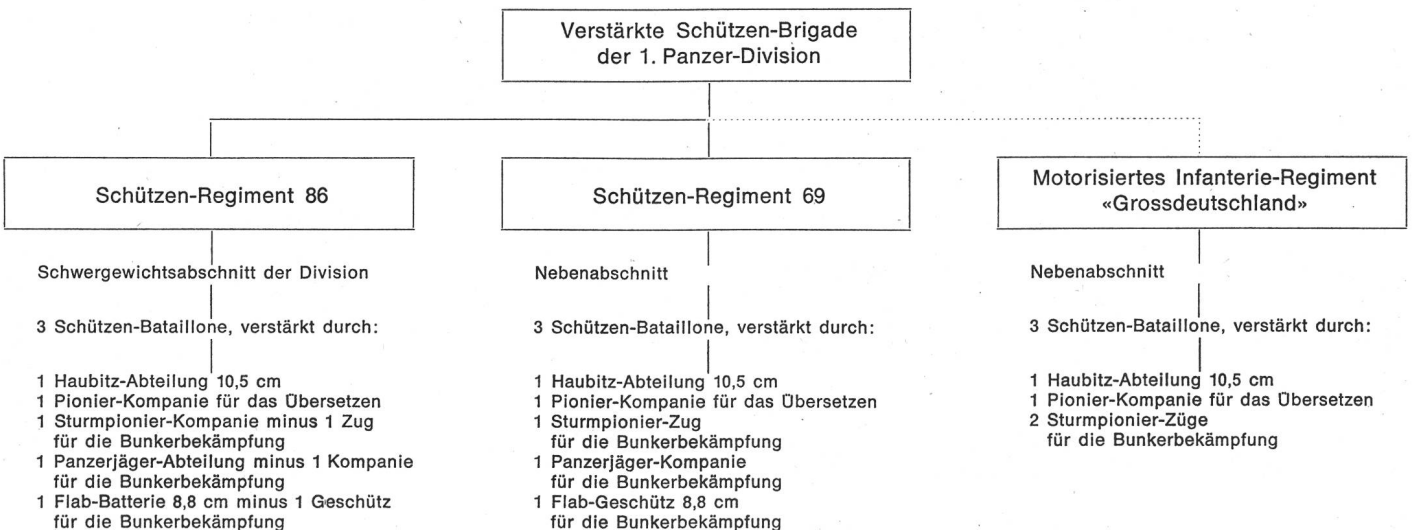 Verstärkte Schützen-Brigade
der 1. Panzer-Division
Schützen-Regiment 86
Schwergewichtsabschnitt der Division
3 Schützen-Bataillone, verstärkt durch:
1 Haubitz-Abteilung 10,5 cm
1 Pionier-Kompanie für das Übersetzen
1 Sturmpionier-Kompanie minus 1 Zug
für die Bunkerbekämpfung
1 Panzerjäger-Abteilung minus 1 Kompanie
für die Bunkerbekämpfung
1 Flab-Batterie 8,8 cm minus 1 Geschütz
für die Bunkerbekämpfung
Schützen-Regiment 69
Nebenabschnitt
3 Schützen-Bataillone, verstärkt durch:
1 Haubitz-Abteilung 10,5 cm
1 Pionier-Kompanie für das Übersetzen
1 Sturmpionier-Zug
für die Bunkerbekämpfung
1 Panzerjäger-Kompanie
für die Bunkerbekämpfung
1 Flab-Geschütz 8,8 cm
für die Bunkerbekämpfung
Motorisiertes Infanterie-Regiment
«Grossdeutschland»
Nebenabschnitt
3 Schützen-Bataillone, verstärkt durch:
1 Haubitz-Abteilung 10,5 cm
1 Pionier-Kompanie für das Übersetzen
2 Sturmpionier-Züge
für die Bunkerbekämpfung